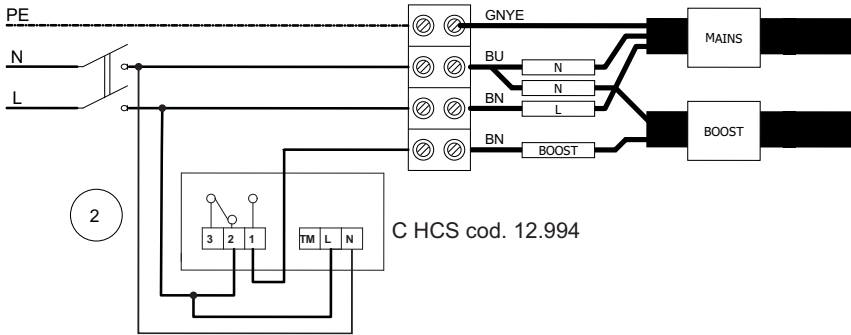 PE
GNYE
MAINS
N
BU
N
N
L
BN
L
BOOST
BN
BOOST
2
3 2 1
TM L N
C HCS cod. 12.994